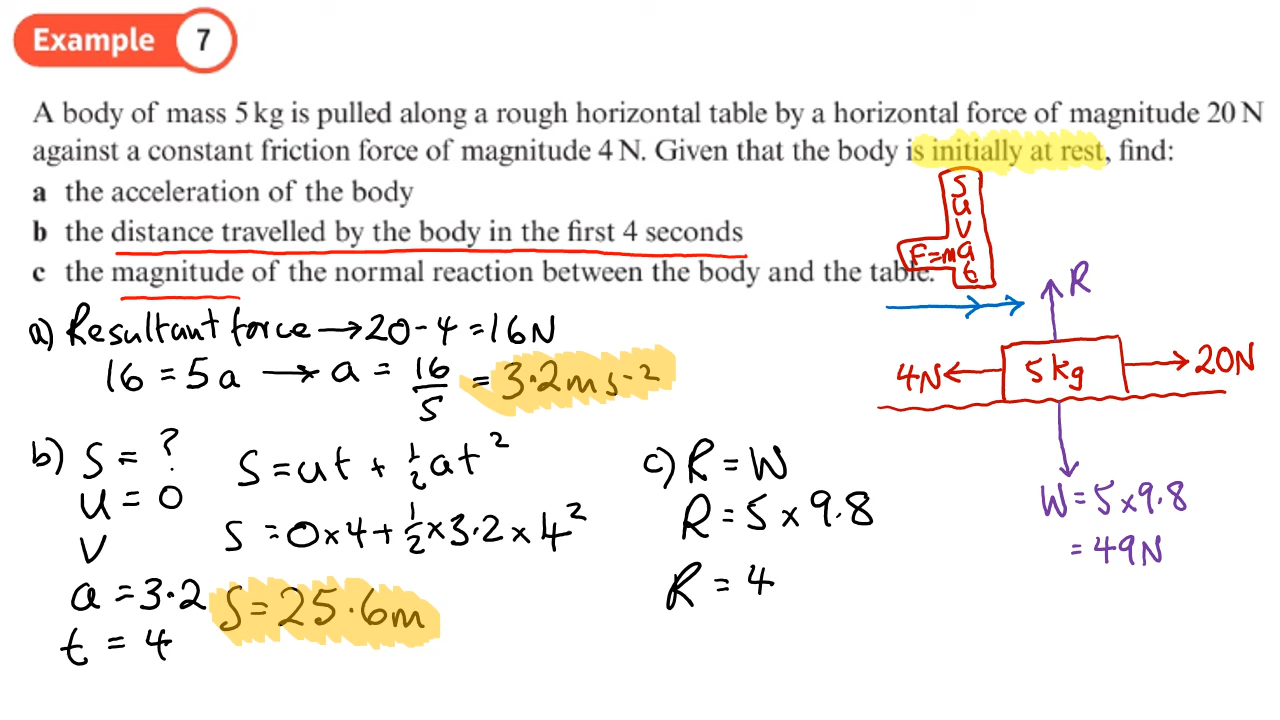 Example 7
A body of mass 5 kg is pulled along a rough horizontal table by a horizontal force of magnitude 20 N
against a constant friction force of magnitude 4 N. Given that the body is initially at rest, find:
a the acceleration of the body
b the distance travelled by the body in the first 4 seconds
c the magnitude of the normal reaction between the body and the table.
s
u
v
F=ma
t
a) Resultant force → 20 - 4 = 16N
16 = 5a → a = 16/5 = 3.2ms-2
R
4N
5kg
20N
W = 5 × 9.8
= 49N
b) s = ?
u = 0
v
a = 3.2
t = 4
s = ut + 1/2 at²
s = 0 × 4 + 1/2 × 3.2 × 4²
s = 25.6m
c) R = W
R = 5 × 9.8
R = 4